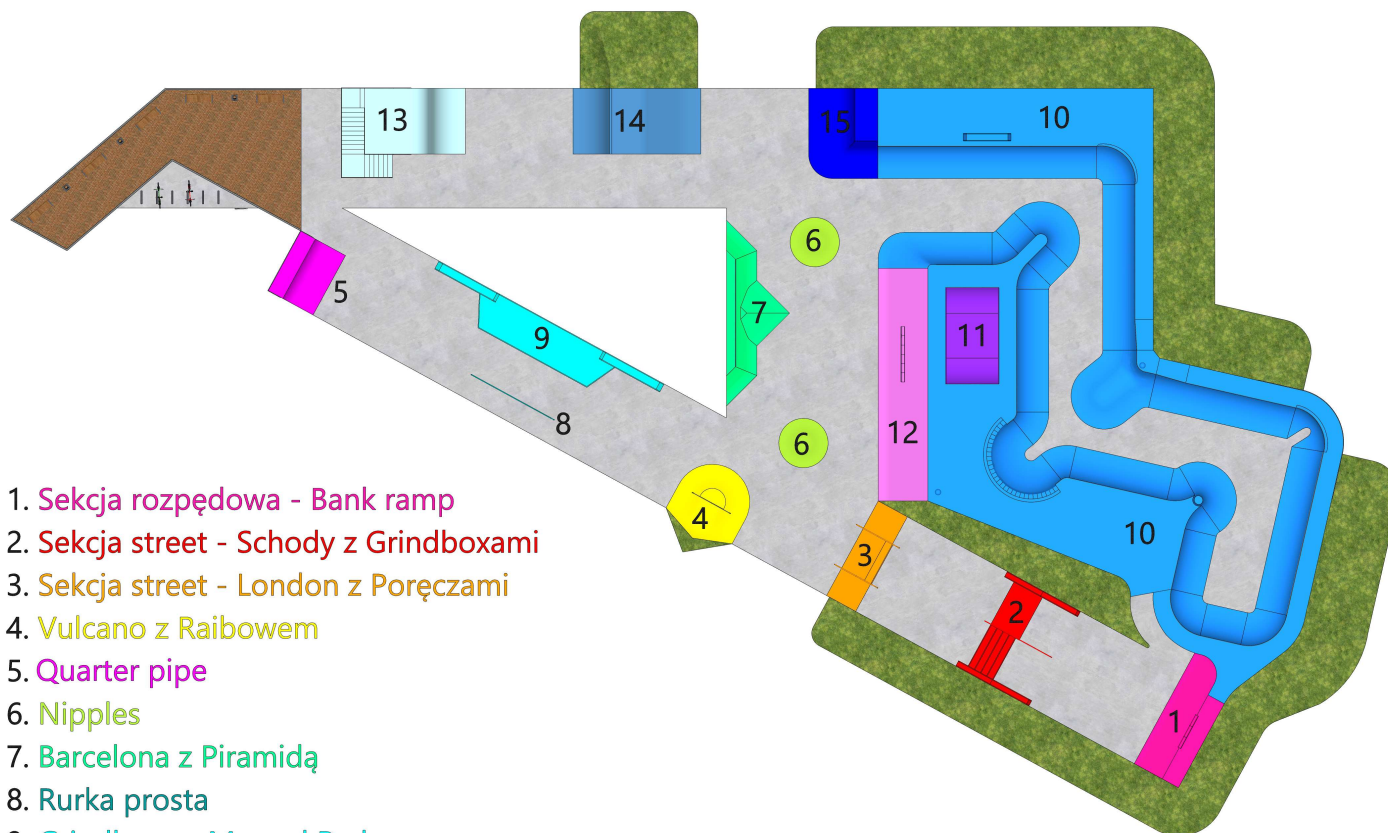 13
14
15
10
6
5
7
11
9
8
12
6
4
3
10
2
1
1. Sekcja rozpędowa - Bank ramp
2. Sekcja street - Schody z Grindboxami
3. Sekcja street - London z Poręczami
4. Vulcano z Raibowem
5. Quarter pipe
6. Nipples
7. Barcelona z Piramidą
8. Rurka prosta
9.